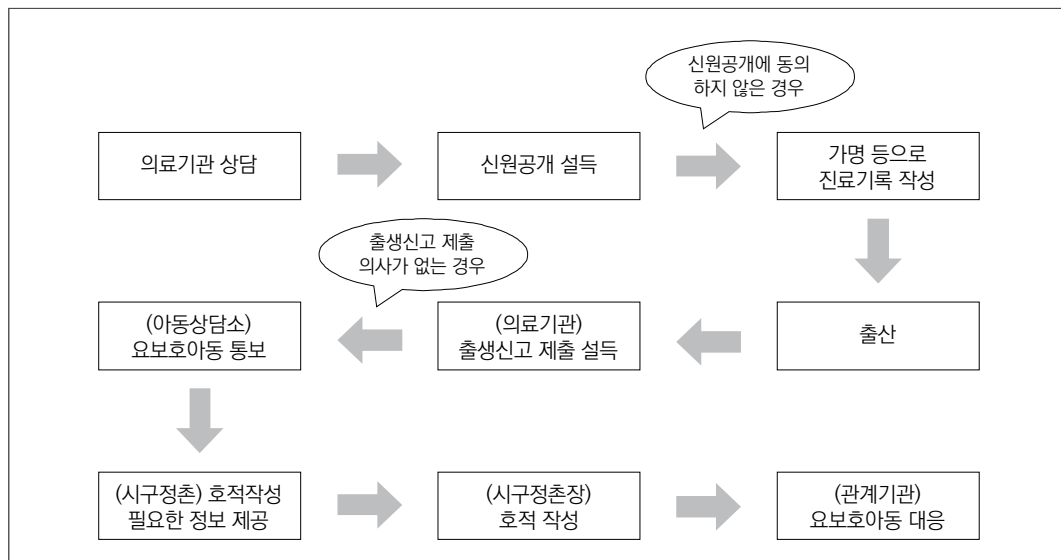 신원공개에 동의
하지 않은 경우
의료기관 상담
신원공개 설득
가명 등으로
진료기록 작성
출생신고 제출
의사가 없는 경우
출산
(의료기관)
출생신고 제출 설득
(아동상담소)
요보호아동 통보
(시구정촌) 호적작성
필요한 정보 제공
(시구정촌장)
호적 작성
(관계기관)
요보호아동 대응